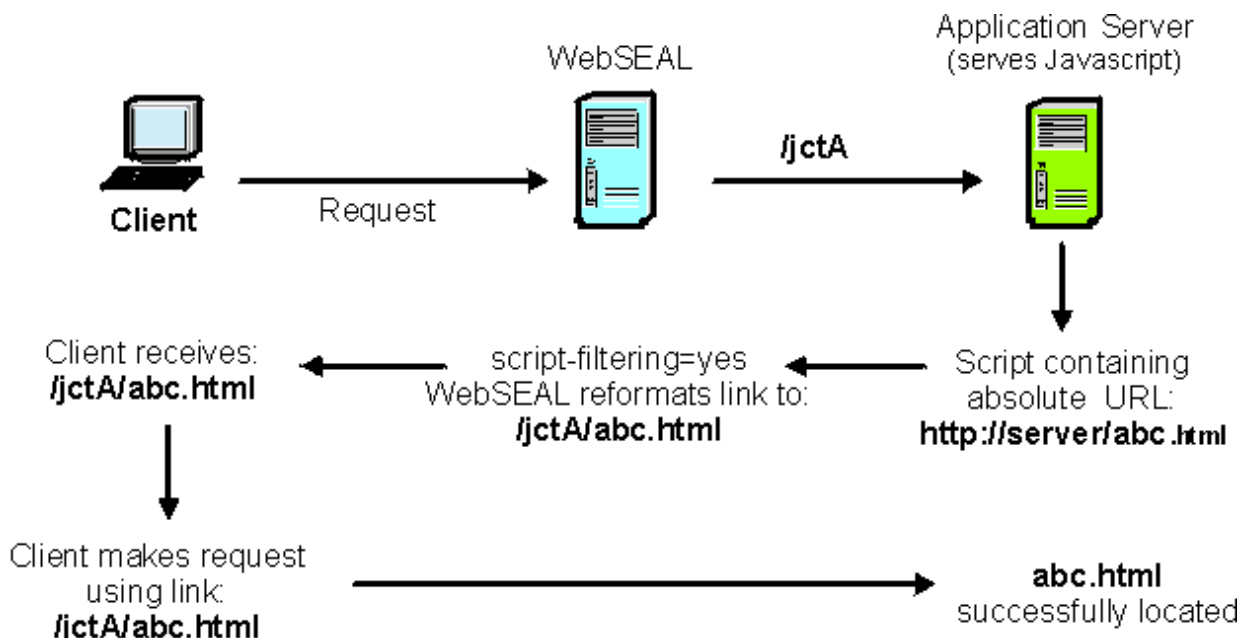 Application Server
(serves Javascript)
WebSEAL
/jctA
Request
Client
Client receives:
/jctA/abc.html
script-filtering=yes
WebSEAL reformats link to:
/jctA/abc.html
Script containing
absolute URL:
http://server/abc.html
Client makes request
using link:
/jctA/abc.html
abc.html
successfully located